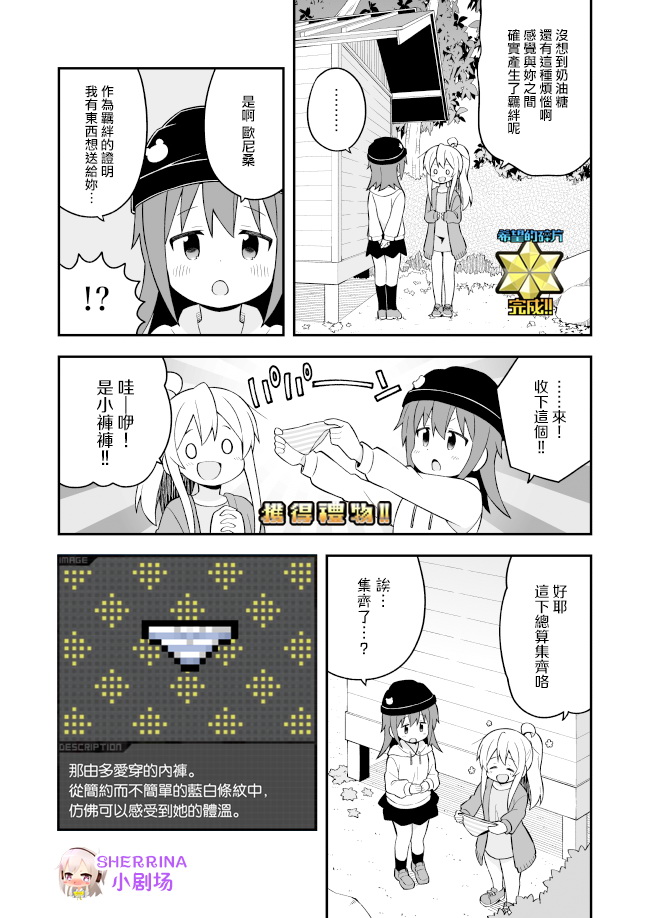 沒想到奶油糖
還有這種煩惱啊
感覺與妳之間
確實產生了羈絆呢
………
希望的碎片
完成!!
是啊 歐尼桑
作為羈絆的證明
我有東西想送給妳…
!?
……來！
收下這個!!
パンパパーン
哇—咿！
是小褲褲!!
獲得禮物!!
好耶
這下總算集齊咯
誒…
集齊了…？
IMAGE
DESCRIPTION
那由多愛穿的內褲。
從簡約而不簡單的藍白條紋中，
仿佛可以感受到她的體溫。
SHERRINA
小剧场